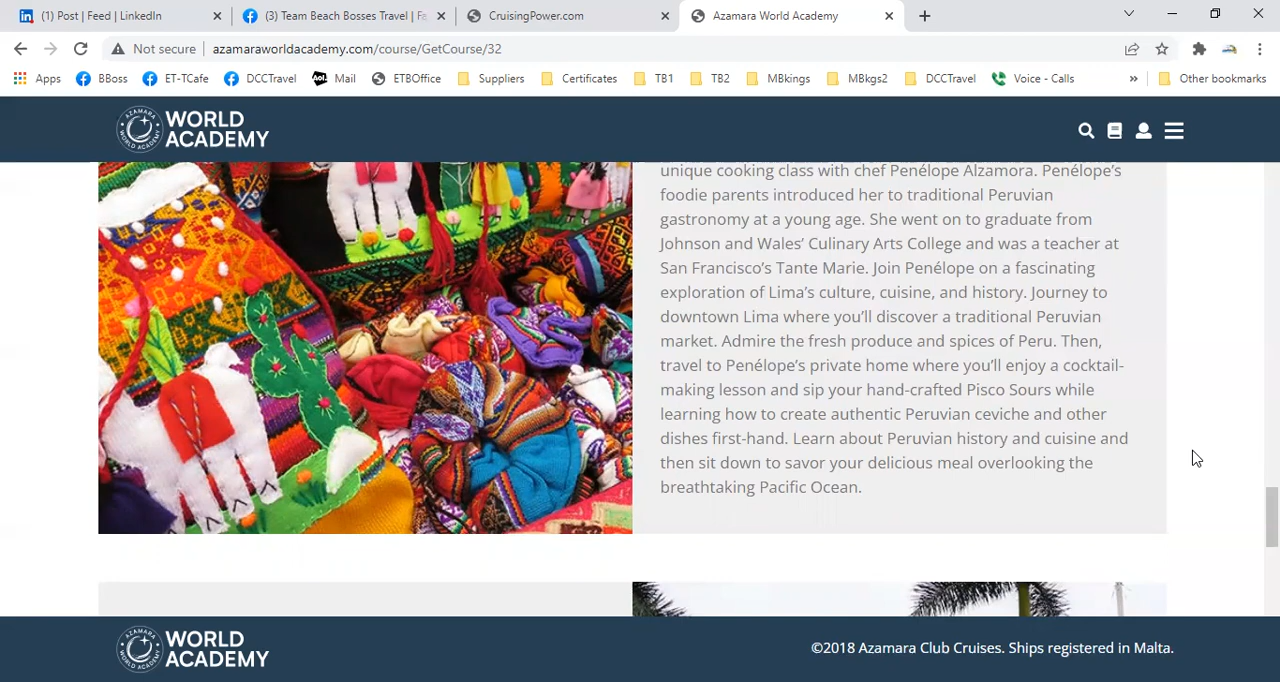 (1) Post | Feed | LinkedIn
(3) Team Beach Bosses Travel | Fa
CruisingPower.com
Azamara World Academy
Not secure
azamaraworldacademy.com/course/GetCourse/32
Apps
BBoss
ET-TCafe
DCCTravel
Aol.
Mail
ETBOffice
Suppliers
Certificates
TB1
TB2
MBkings
MBkgs2
DCCTravel
Voice - Calls
»
Other bookmarks
AZAMARA WORLD ACADEMY
WORLD
ACADEMY
unique cooking class with chef Penélope Alzamora. Penélope's
foodie parents introduced her to traditional Peruvian
gastronomy at a young age. She went on to graduate from
Johnson and Wales' Culinary Arts College and was a teacher at
San Francisco's Tante Marie. Join Penélope on a fascinating
exploration of Lima's culture, cuisine, and history. Journey to
downtown Lima where you'll discover a traditional Peruvian
market. Admire the fresh produce and spices of Peru. Then,
travel to Penélope's private home where you'll enjoy a cocktail-
making lesson and sip your hand-crafted Pisco Sours while
learning how to create authentic Peruvian ceviche and other
dishes first-hand. Learn about Peruvian history and cuisine and
then sit down to savor your delicious meal overlooking the
breathtaking Pacific Ocean.
AZAMARA WORLD ACADEMY
WORLD
ACADEMY
©2018 Azamara Club Cruises. Ships registered in Malta.